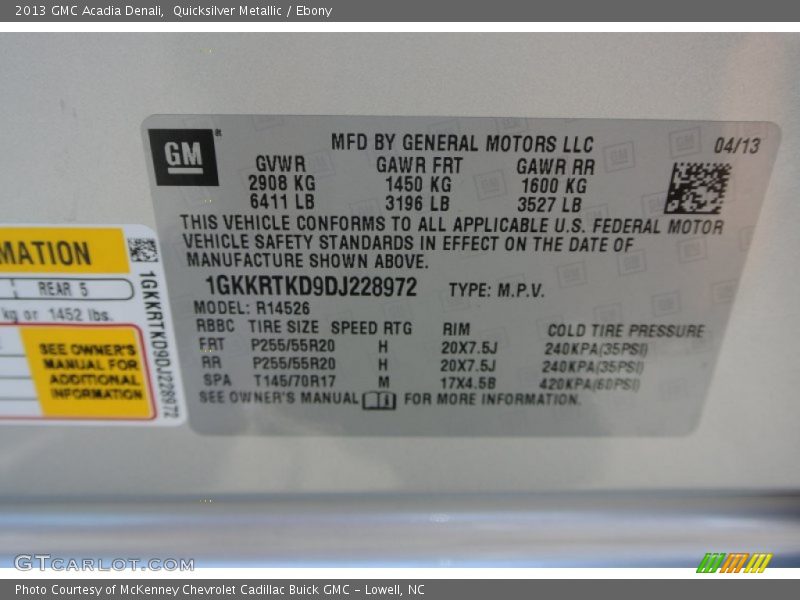 2013 GMC Acadia Denali, Quicksilver Metallic / Ebony
GM
MFD BY GENERAL MOTORS LLC
04/13
GVWR GAWR FRT GAWR RR
2908 KG 1450 KG 1600 KG
6411 LB 3196 LB 3527 LB
THIS VEHICLE CONFORMS TO ALL APPLICABLE U.S. FEDERAL MOTOR
VEHICLE SAFETY STANDARDS IN EFFECT ON THE DATE OF
MANUFACTURE SHOWN ABOVE.
1GKKRTKD9DJ228972 TYPE: M.P.V.
MODEL: R14526
RBBC TIRE SIZE SPEED RTG RIM COLD TIRE PRESSURE
FRT P255/55R20 H 20X7.5J 240KPA(35PSI)
RR P255/55R20 H 20X7.5J 240KPA(35PSI)
SPA T145/70R17 M 17X4.5B 420KPA(60PSI)
SEE OWNER'S MANUAL FOR MORE INFORMATION.
MATION
REAR 5
kg or 1452 lbs.
SEE OWNER'S
MANUAL FOR
ADDITIONAL
INFORMATION
1GKKRTKD9DJ228972
GTCARLOT.COM
Photo Courtesy of McKenney Chevrolet Cadillac Buick GMC - Lowell, NC